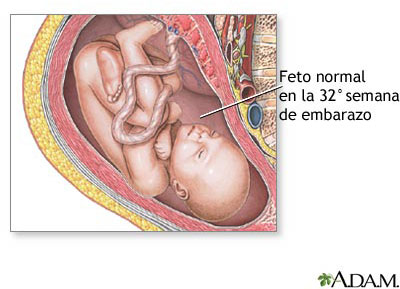 Feto normal
en la 32° semana
de embarazo
A.D.A.M.